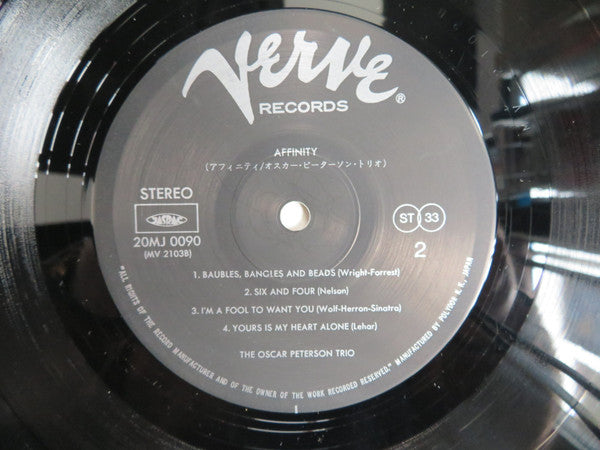 VERVE®
RECORDS
AFFINITY
(アフィニティ/オスカー・ピーターソン・トリオ)
STEREO
JASRAC
20MJ 0090
(MV 2103B)
ST 33
2
1. BAUBLES, BANGLES AND BEADS (Wright-Forrest)
2. SIX AND FOUR (Nelson)
3. I'M A FOOL TO WANT YOU (Wolf-Herron-Sinatra)
4. YOURS IS MY HEART ALONE (Lehar)
THE OSCAR PETERSON TRIO
"ALL RIGHTS OF THE RECORD MANUFACTURER AND OF THE OWNER OF THE WORK RECORDED RESERVED." MANUFACTURED BY POLYDOR K.K., JAPAN